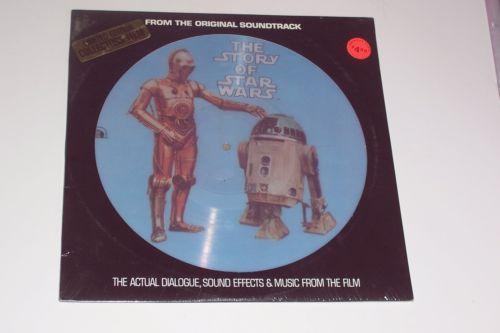 FROM THE ORIGINAL SOUNDTRACK
THE
STORY
OF
STAR
WARS
THE ACTUAL DIALOGUE, SOUND EFFECTS & MUSIC FROM THE FILM